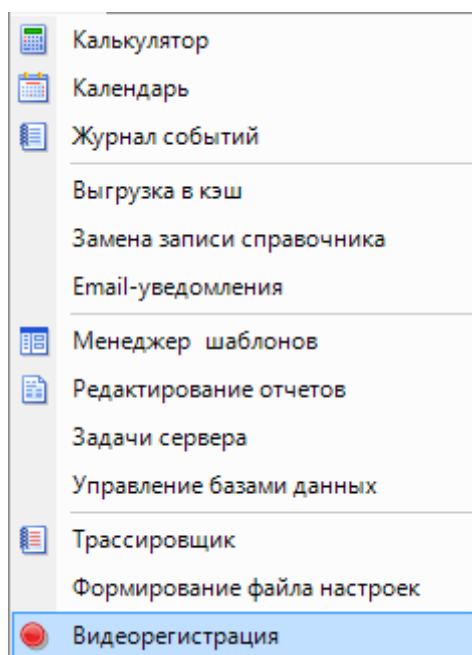 Калькулятор
Календарь
Журнал событий
Выгрузка в кэш
Замена записи справочника
Email-уведомления
Менеджер  шаблонов
Редактирование отчетов
Задачи сервера
Управление базами данных
Трассировщик
Формирование файла настроек
Видеорегистрация